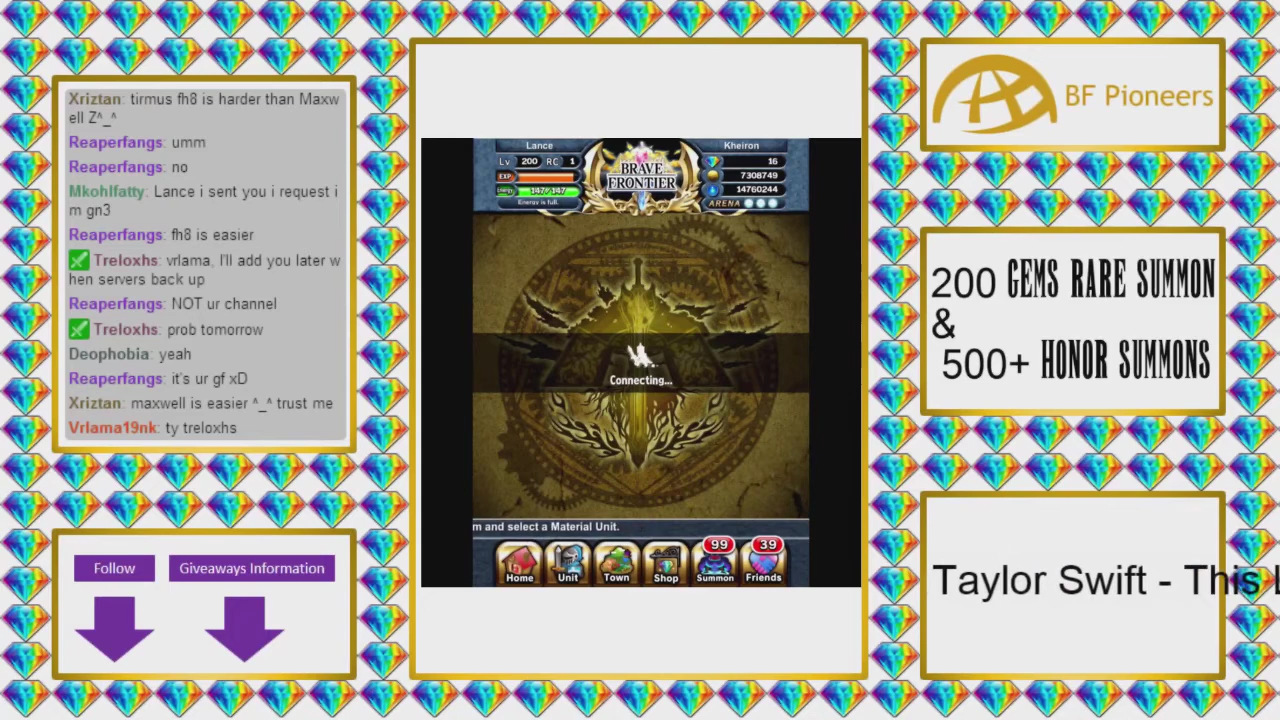 Xriztan: tirmus fh8 is harder than Maxw
ell Z^_^
Reaperfangs: umm
Reaperfangs: no
Mkohlfatty: Lance i sent you i request i
m gn3
Reaperfangs: fh8 is easier
Treloxhs: vrlama, I'll add you later w
hen servers back up
Reaperfangs: NOT ur channel
Treloxhs: prob tomorrow
Deophobia: yeah
Reaperfangs: it's ur gf xD
Xriztan: maxwell is easier ^_^ trust me
Vrlama19nk: ty treloxhs
Follow
Giveaways Information
Lance
Kheiron
Lv 200 RC 1
EXP
Energy 147/147
Energy is full.
BRAVE
FRONTIER
16
7308749
14760244
ARENA
Connecting...
m and select a Material Unit.
99
39
Home
Unit
Town
Shop
Summon
Friends
BF Pioneers
200 GEMS RARE SUMMON
&
500+ HONOR SUMMONS
Taylor Swift - This L